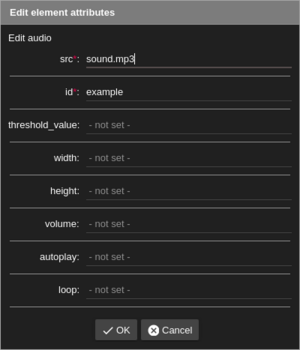 Edit element attributes
Edit audio
src*: sound.mp3
id*: example
threshold_value: - not set -
width: - not set -
height: - not set -
volume: - not set -
autoplay: - not set -
loop: - not set -
OK Cancel